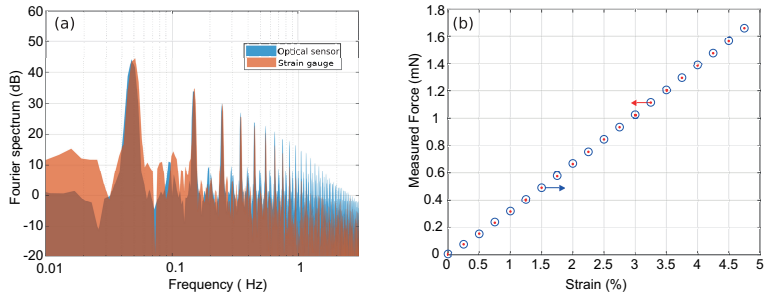 (a)
60
50
40
30
20
10
0
-10
-20
Fourier spectrum (dB)
Optical sensor
Strain gauge
0.01
0.1
1
Frequency ( Hz)
(b)
1.8
1.6
1.4
1.2
1
0.8
0.6
0.4
0.2
0
Measured Force (mN)
0 0.5 1 1.5 2 2.5 3 3.5 4 4.5 5
Strain (%)